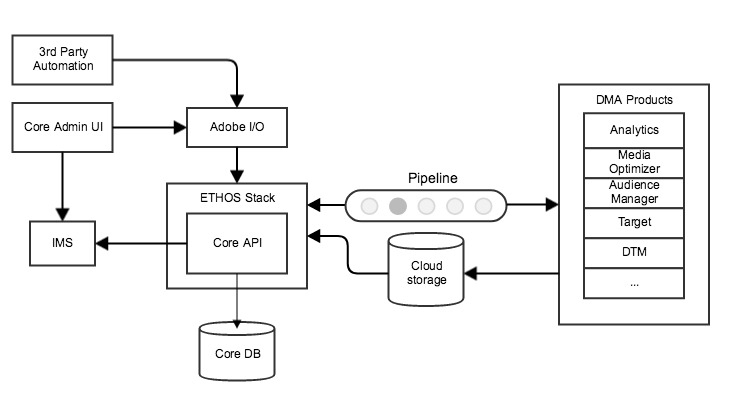 3rd Party
Automation
Core Admin UI
Adobe I/O
DMA Products
Analytics
Media
Optimizer
Audience
Manager
Target
DTM
...
Pipeline
ETHOS Stack
Core API
IMS
Cloud
storage
Core DB